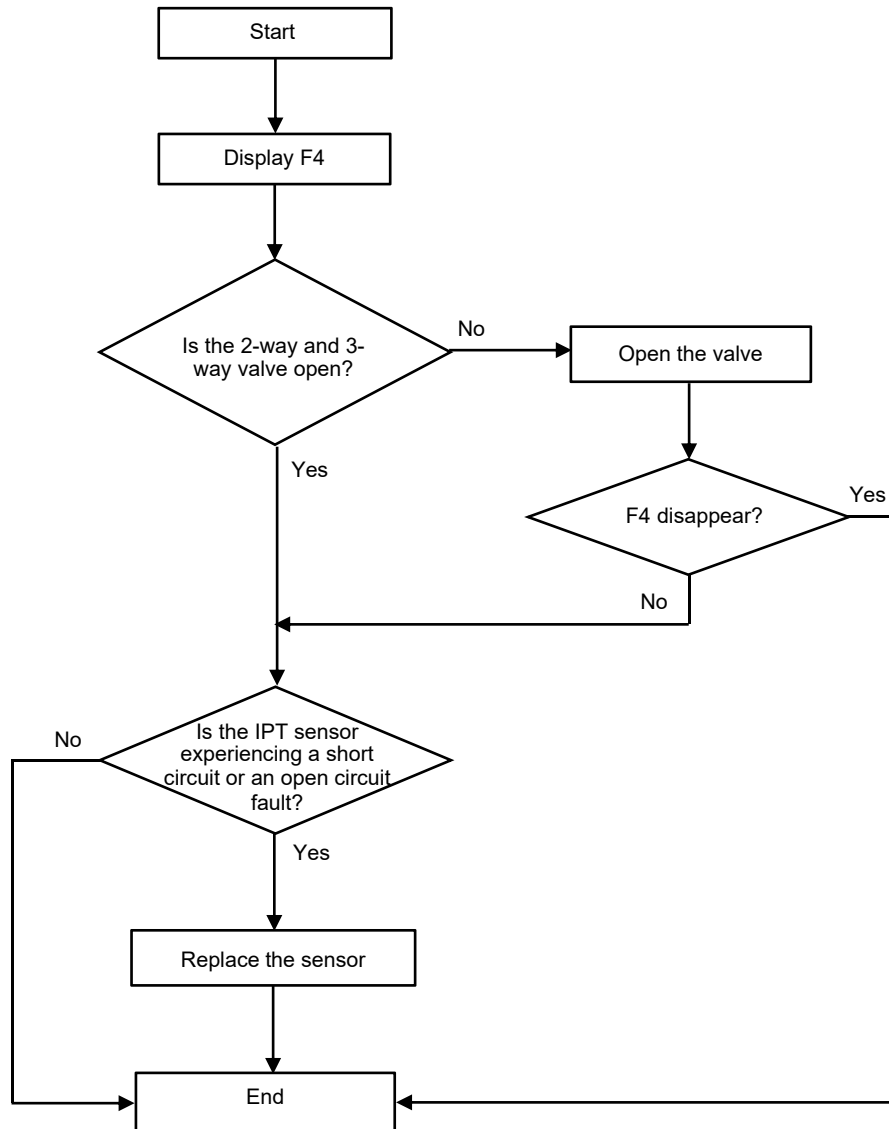 Start
Display F4
Is the 2-way and 3-
way valve open?
No
Open the valve
Yes
F4 disappear?
Yes
No
Is the IPT sensor
experiencing a short
circuit or an open circuit
fault?
No
Yes
Replace the sensor
End